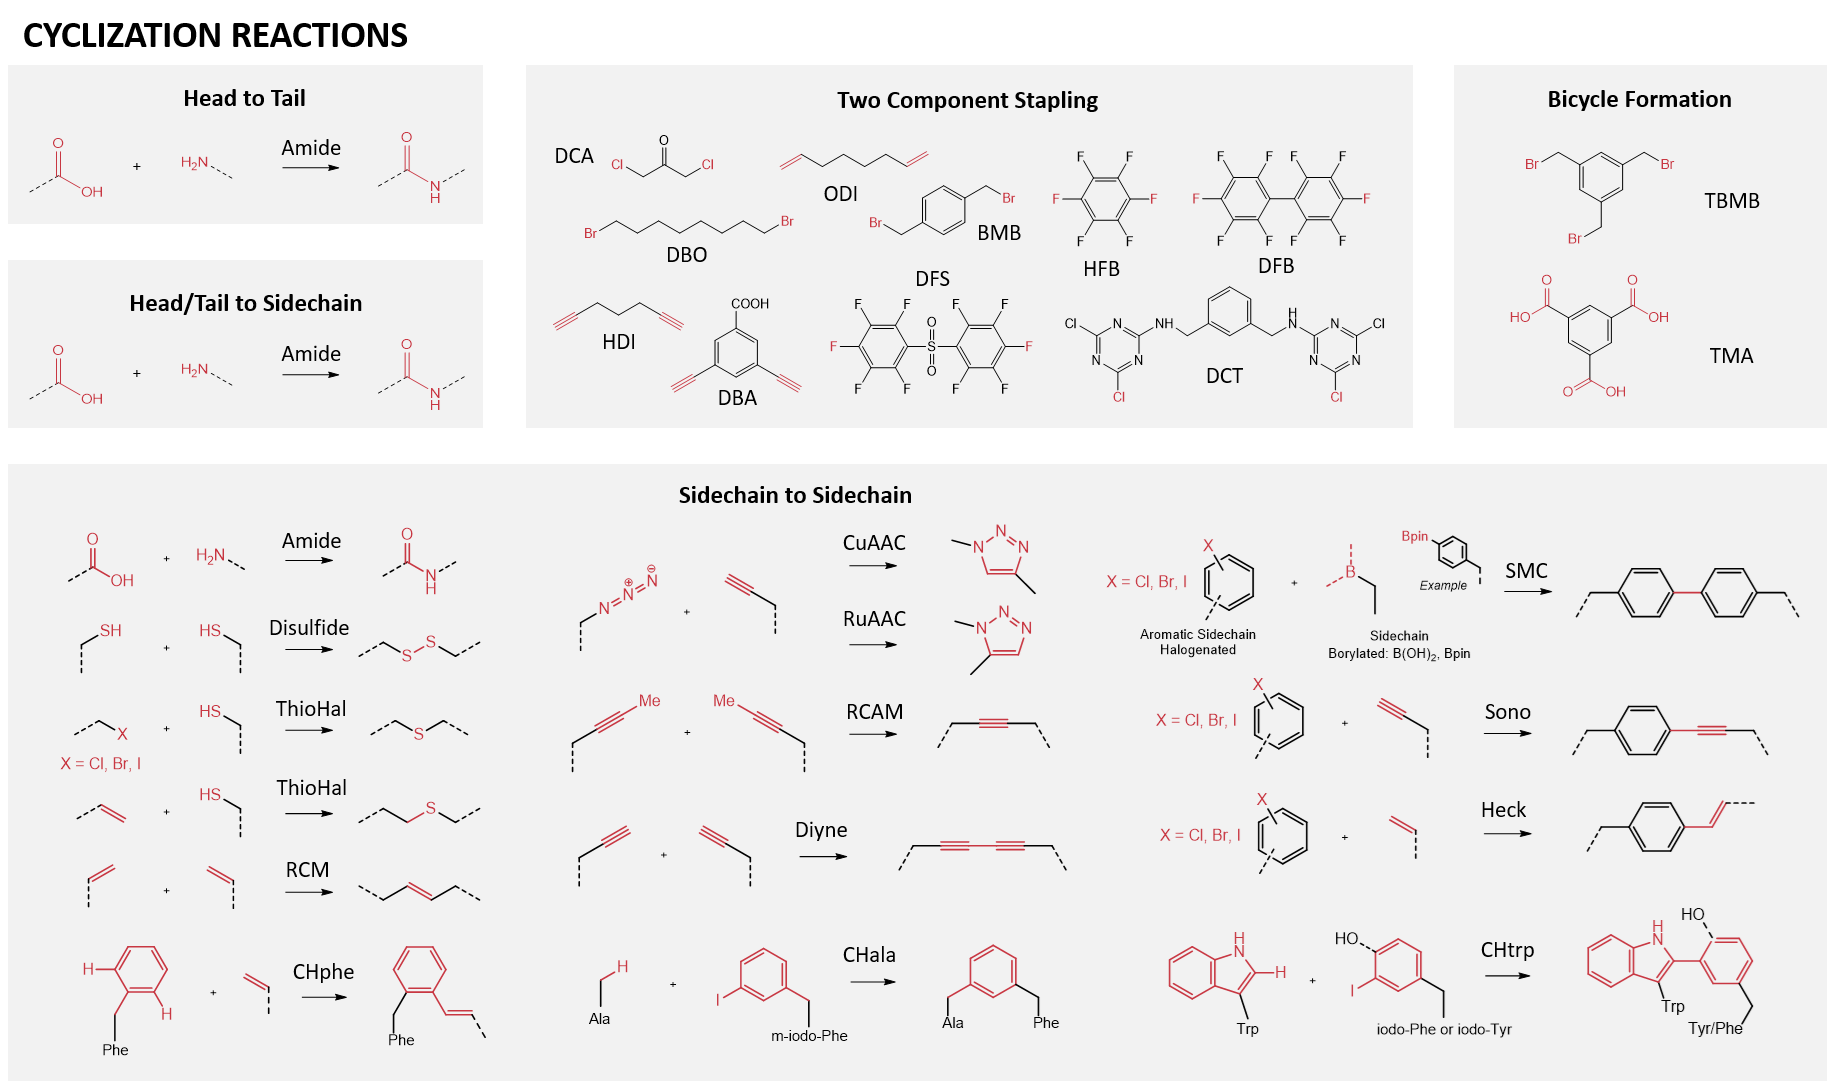 CYCLIZATION REACTIONS
Head to Tail
O
OH
+
H₂N
Amide
O
N
H
Head/Tail to Sidechain
O
OH
+
H₂N
Amide
O
N
H
Two Component Stapling
DCA
Cl
O
Cl
ODI
Br
Br
DBO
Br
Br
BMB
F
F
F
F
F
F
HFB
F
F
F
F
F
F
F
F
F
F
DFB
HDI
COOH
DBA
DFS
F
F
F
F
F
O
S
O
F
F
F
F
F
Cl
N
N
N
Cl
NH
H
N
N
N
N
Cl
Cl
DCT
Bicycle Formation
Br
Br
Br
TBMB
O
HO
O
OH
O
OH
TMA
Sidechain to Sidechain
O
OH
+
H₂N
Amide
O
N
H
SH
+
HS
Disulfide
S
S
X
X = Cl, Br, I
+
HS
ThioHal
S
+
HS
ThioHal
S
+
RCM
H
H
Phe
+
CHphe
Phe
N
⊕
N
N
⊖
+
CuAAC
N
N
N
RuAAC
N
N
N
Me
+
Me
RCAM
+
Diyne
H
Ala
+
I
m-iodo-Phe
CHala
Ala
Phe
X = Cl, Br, I
X
Aromatic Sidechain
Halogenated
+
B
Sidechain
Borylated: B(OH)₂, Bpin
Bpin
Example
SMC
X = Cl, Br, I
X
+
Sono
X = Cl, Br, I
X
+
Heck
H
N
H
Trp
+
HO
I
iodo-Phe or iodo-Tyr
CHtrp
H
N
Trp
HO
Tyr/Phe